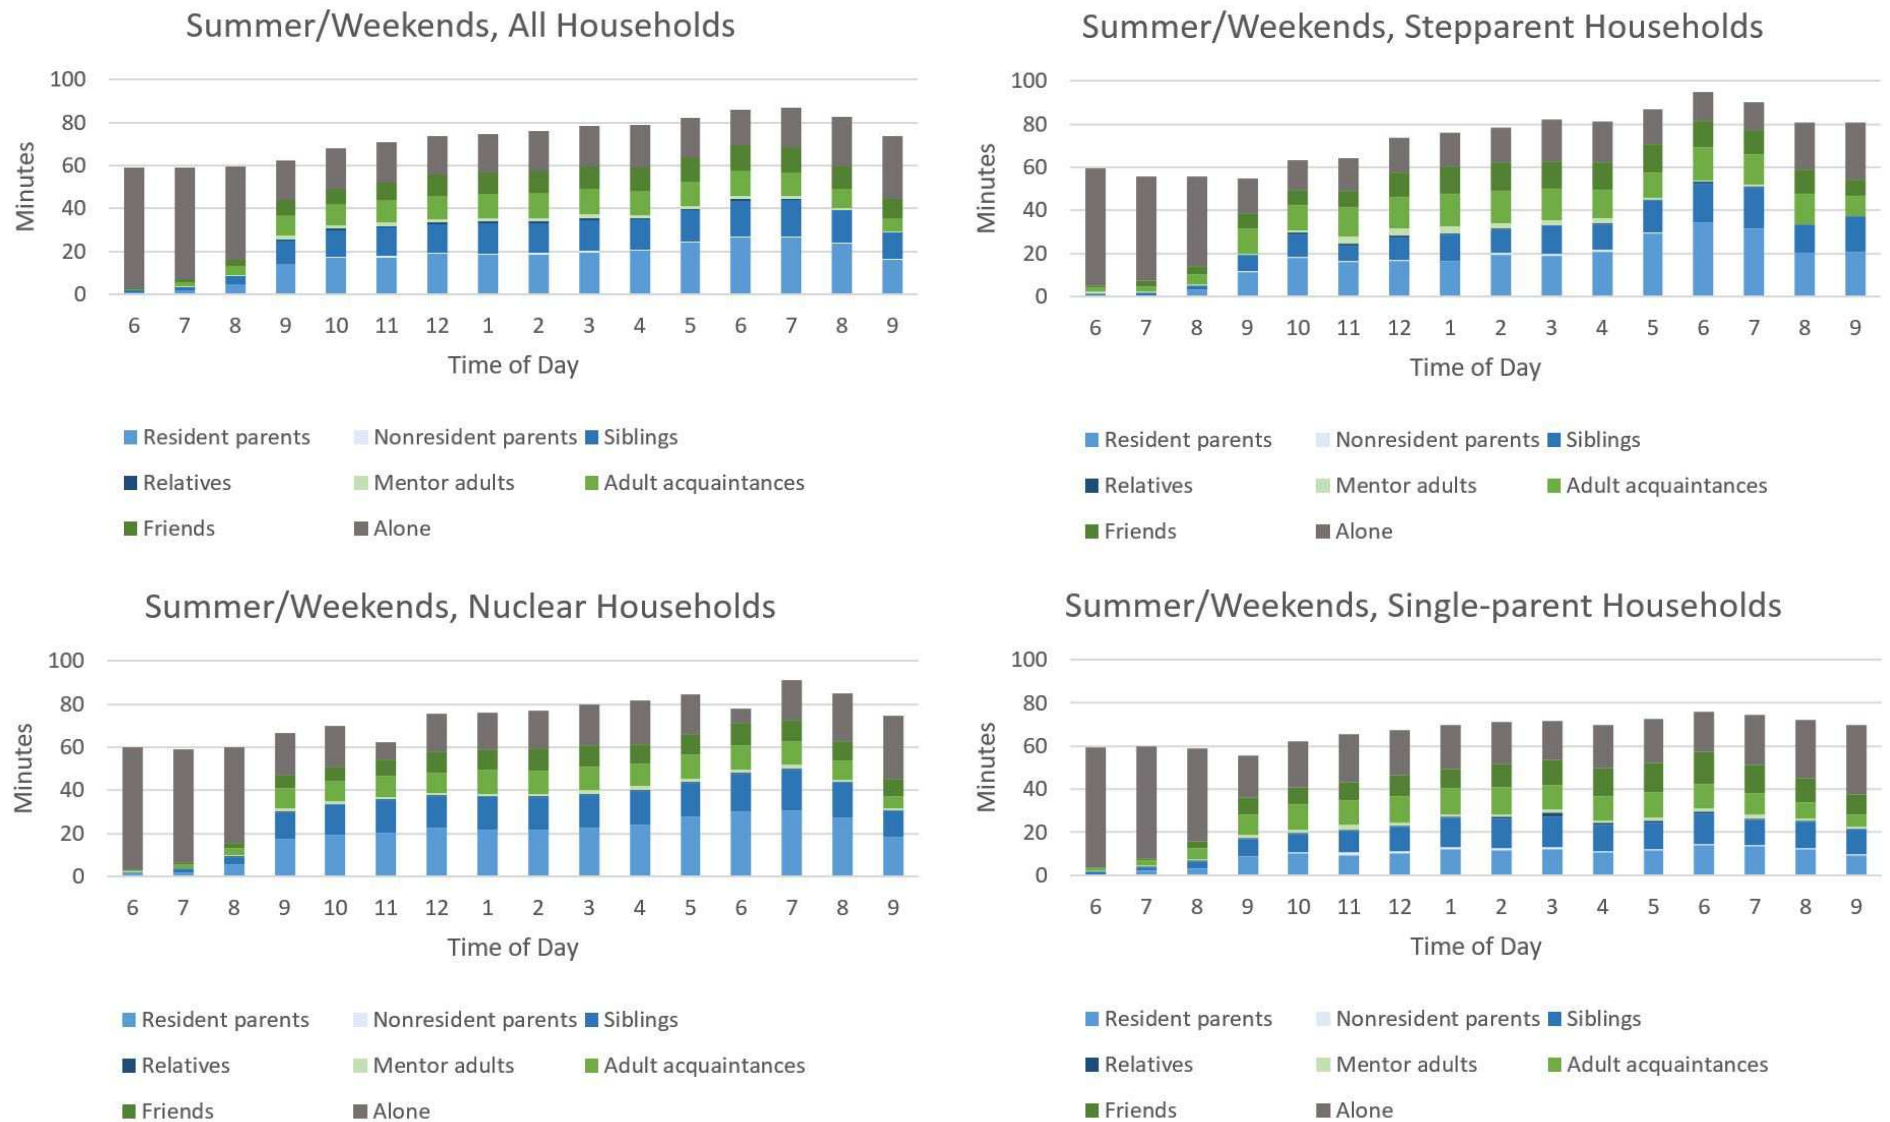 Summer/Weekends, All Households
100
80
60
40
20
0
Minutes
6 7 8 9 10 11 12 1 2 3 4 5 6 7 8 9
Time of Day
Resident parents Nonresident parents Siblings
Relatives Mentor adults Adult acquaintances
Friends Alone
Summer/Weekends, Stepparent Households
100
80
60
40
20
0
Minutes
6 7 8 9 10 11 12 1 2 3 4 5 6 7 8 9
Time of Day
Resident parents Nonresident parents Siblings
Relatives Mentor adults Adult acquaintances
Friends Alone
Summer/Weekends, Nuclear Households
100
80
60
40
20
0
Minutes
6 7 8 9 10 11 12 1 2 3 4 5 6 7 8 9
Time of Day
Resident parents Nonresident parents Siblings
Relatives Mentor adults Adult acquaintances
Friends Alone
Summer/Weekends, Single-parent Households
100
80
60
40
20
0
Minutes
6 7 8 9 10 11 12 1 2 3 4 5 6 7 8 9
Time of Day
Resident parents Nonresident parents Siblings
Relatives Mentor adults Adult acquaintances
Friends Alone